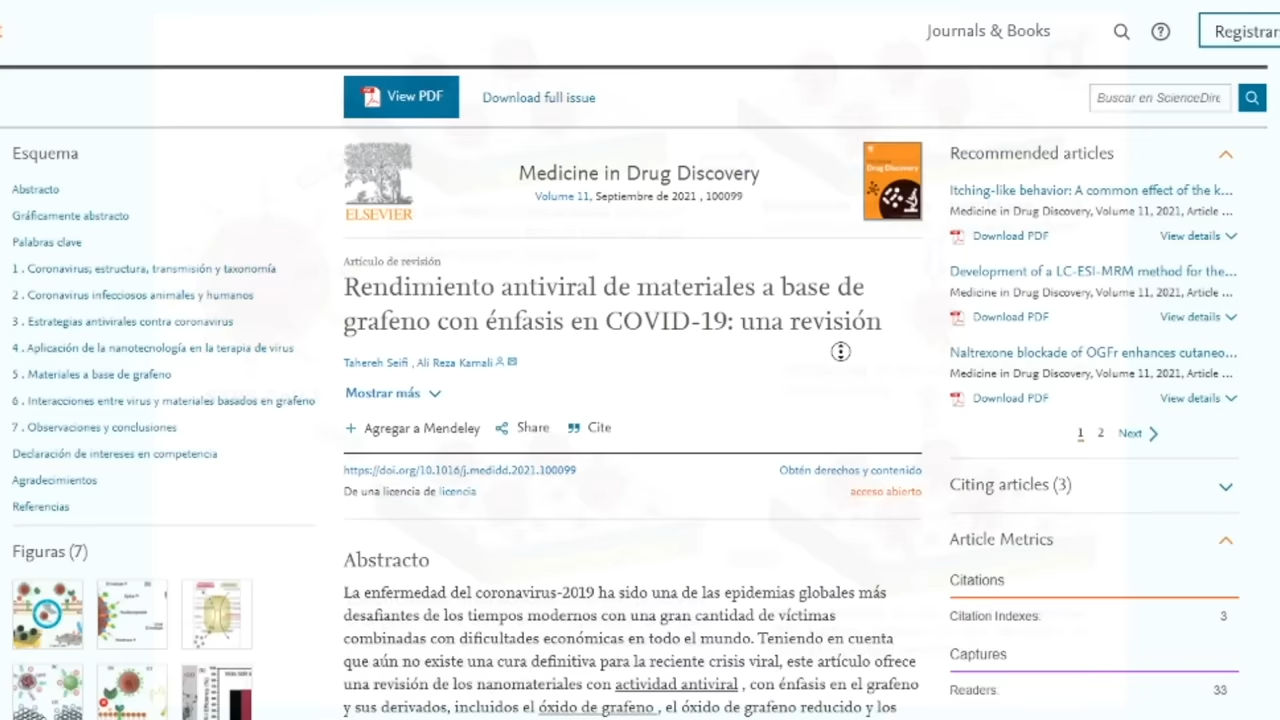 Journals & Books
Registrar
View PDF
Download full issue
Buscar en ScienceDire
Esquema
Abstracto
Gráficamente abstracto
Palabras clave
1 . Coronavirus; estructura, transmisión y taxonomía
2 . Coronavirus infecciosos animales y humanos
3 . Estrategias antivirales contra coronavirus
4 . Aplicación de la nanotecnología en la terapia de virus
5 . Materiales a base de grafeno
6 . Interacciones entre virus y materiales basados en grafeno
7 . Observaciones y conclusiones
Declaración de intereses en competencia
Agradecimientos
Referencias
Figuras (7)
ELSEVIER
Medicine in Drug Discovery
Volume 11, Septiembre de 2021 , 100099
Drug Discovery
Artículo de revisión
Rendimiento antiviral de materiales a base de
grafeno con énfasis en COVID-19: una revisión
Tahereh Seifi , Ali Reza Kamali
Mostrar más
Agregar a Mendeley
Share
Cite
https://doi.org/10.1016/j.medidd.2021.100099
Obtén derechos y contenido
De una licencia de licencia
acceso abierto
Abstracto
La enfermedad del coronavirus-2019 ha sido una de las epidemias globales más
desafiantes de los tiempos modernos con una gran cantidad de víctimas
combinadas con dificultades económicas en todo el mundo. Teniendo en cuenta
que aún no existe una cura definitiva para la reciente crisis viral, este artículo ofrece
una revisión de los nanomateriales con actividad antiviral , con énfasis en el grafeno
y sus derivados, incluidos el óxido de grafeno , el óxido de grafeno reducido y los
Recommended articles
Itching-like behavior: A common effect of the k...
Medicine in Drug Discovery, Volume 11, 2021, Article ...
Download PDF
View details
Development of a LC-ESI-MRM method for the...
Medicine in Drug Discovery, Volume 11, 2021, Article ...
Download PDF
View details
Naltrexone blockade of OGFr enhances cutaneo...
Medicine in Drug Discovery, Volume 11, 2021, Article ...
Download PDF
View details
1 2 Next
Citing articles (3)
Article Metrics
Citations
Citation Indexes: 3
Captures
Readers: 33